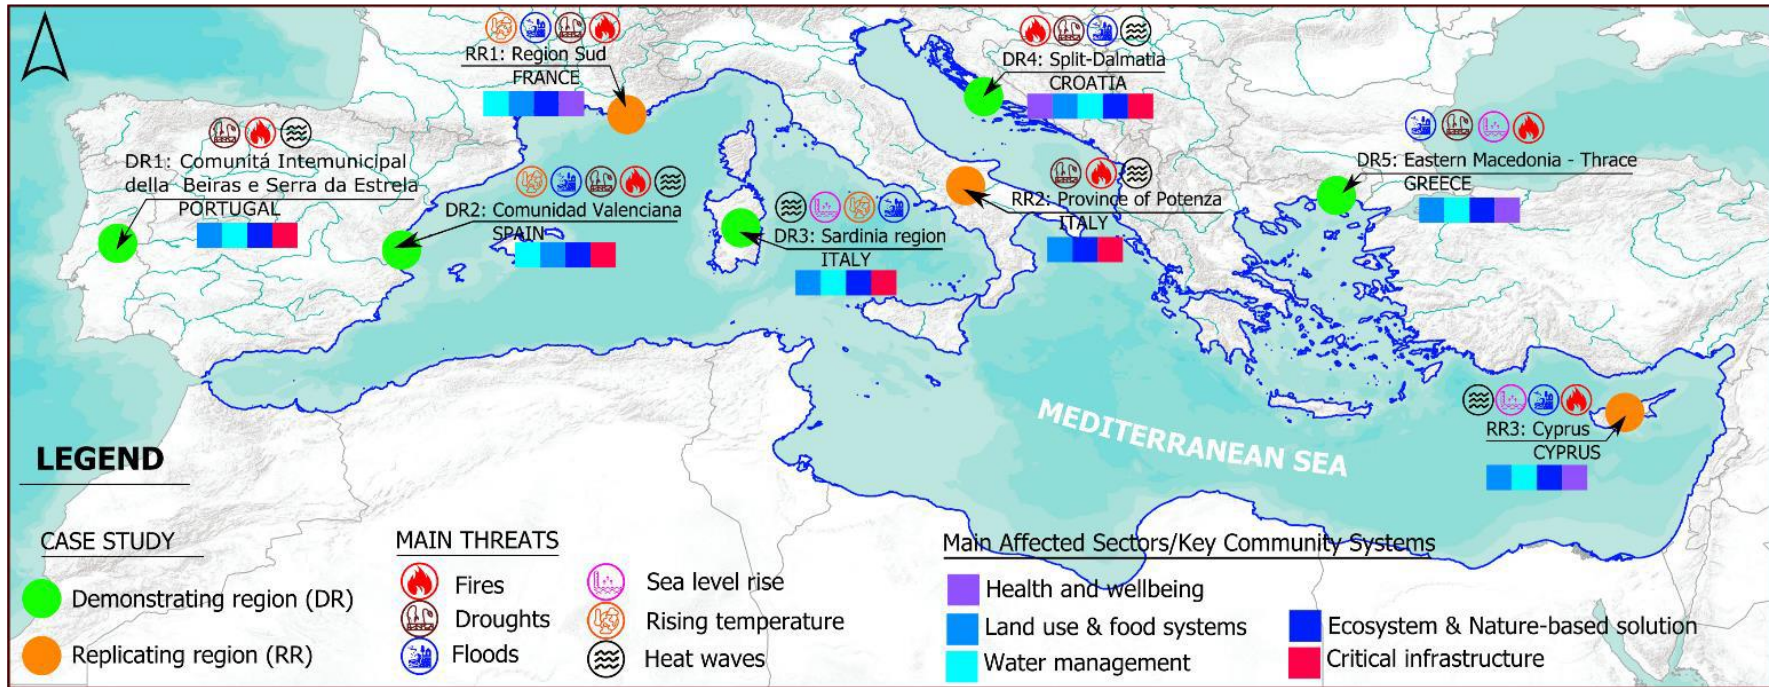 RR1: Region Sud
FRANCE
DR4: Split-Dalmatia
CROATIA
DR1: Comunitá Intemunicipal
della Beiras e Serra da Estrela
PORTUGAL
DR2: Comunidad Valenciana
SPAIN
DR3: Sardinia region
ITALY
RR2: Province of Potenza
ITALY
DR5: Eastern Macedonia - Thrace
GREECE
RR3: Cyprus
CYPRUS
MEDITERRANEAN SEA
LEGEND
CASE STUDY
Demonstrating region (DR)
Replicating region (RR)
MAIN THREATS
Fires
Droughts
Floods
Sea level rise
Rising temperature
Heat waves
Main Affected Sectors/Key Community Systems
Health and wellbeing
Land use & food systems
Water management
Ecosystem & Nature-based solution
Critical infrastructure